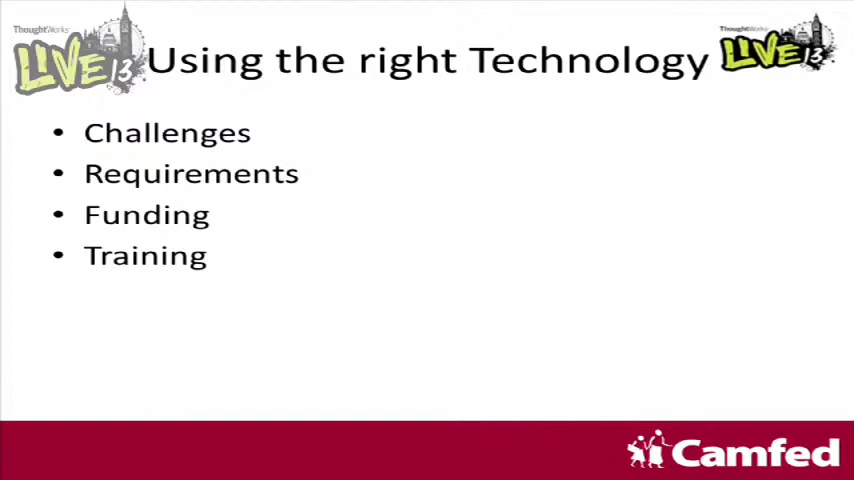 ThoughtWorks
LIVE 13
Using the right Technology
ThoughtWorks
LIVE 13
• Challenges
• Requirements
• Funding
• Training
Camfed